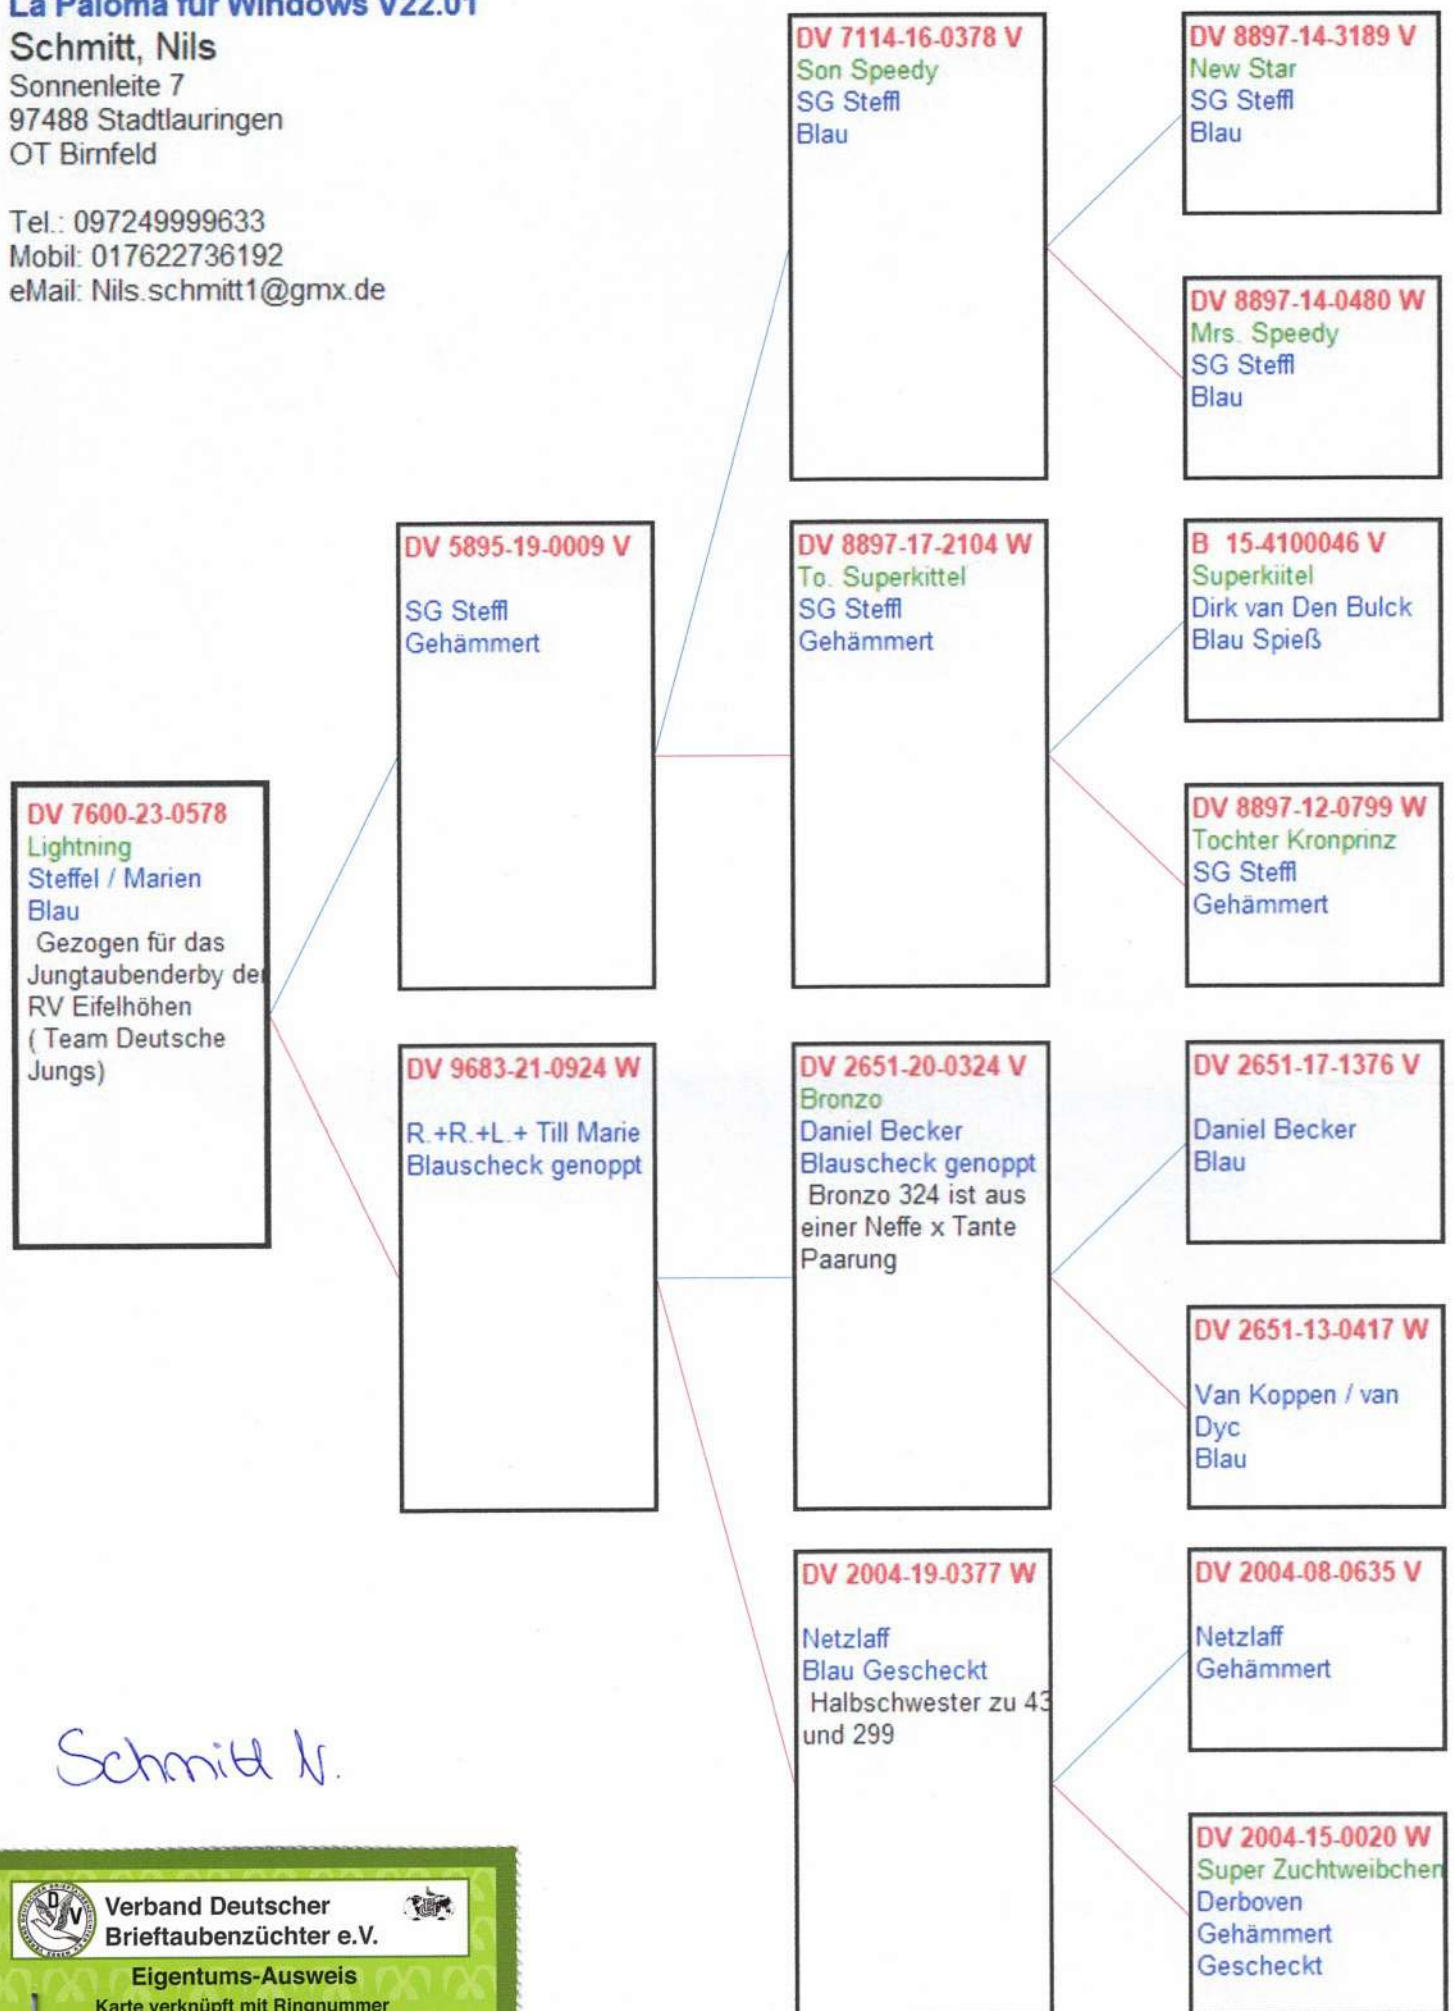 La Paloma für Windows V22.01
Schmitt, Nils
Sonnenleite 7
97488 Stadtlauringen
OT Birnfeld
Tel.: 097249999633
Mobil: 017622736192
eMail: Nils.schmitt1@gmx.de
DV 7600-23-0578
Lightning
Steffel / Marien
Blau
Gezogen für das
Jungtaubenderby der
RV Eifelhöhen
( Team Deutsche
Jungs)
DV 5895-19-0009 V
SG Steffl
Gehämmert
DV 9683-21-0924 W
R.+R.+L.+ Till Marie
Blauscheck genoppt
DV 7114-16-0378 V
Son Speedy
SG Steffl
Blau
DV 8897-17-2104 W
To. Superkittel
SG Steffl
Gehämmert
DV 2651-20-0324 V
Bronzo
Daniel Becker
Blauscheck genoppt
Bronzo 324 ist aus
einer Neffe x Tante
Paarung
DV 2004-19-0377 W
Netzlaff
Blau Gescheckt
Halbschwester zu 43
und 299
DV 8897-14-3189 V
New Star
SG Steffl
Blau
DV 8897-14-0480 W
Mrs. Speedy
SG Steffl
Blau
B 15-4100046 V
Superkiitel
Dirk van Den Bulck
Blau Spieß
DV 8897-12-0799 W
Tochter Kronprinz
SG Steffl
Gehämmert
DV 2651-17-1376 V
Daniel Becker
Blau
DV 2651-13-0417 W
Van Koppen / van
Dyc
Blau
DV 2004-08-0635 V
Netzlaff
Gehämmert
DV 2004-15-0020 W
Super Zuchtweibchen
Derboven
Gehämmert
Gescheckt
Schmitt N.
Verband Deutscher
Brieftaubenzüchter e.V.
Eigentums-Ausweis
Karte verknüpft mit Ringnummer